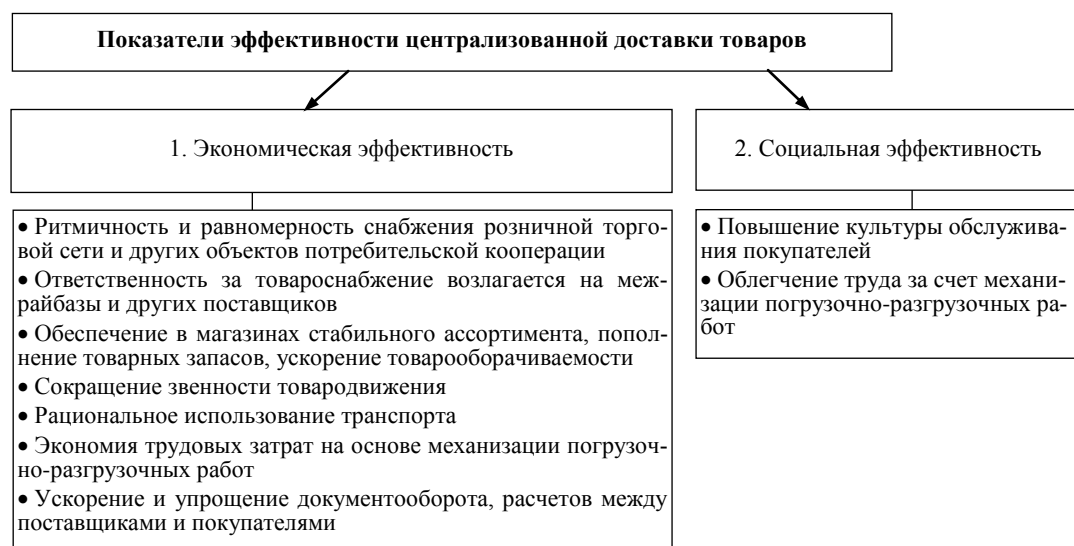 Показатели эффективности централизованной доставки товаров
1. Экономическая эффективность
• Ритмичность и равномерность снабжения розничной торго-
вой сети и других объектов потребительской кооперации
• Ответственность за товароснабжение возлагается на меж-
райбазы и других поставщиков
• Обеспечение в магазинах стабильного ассортимента, попол-
нение товарных запасов, ускорение товарооборачиваемости
• Сокращение звенности товародвижения
• Рациональное использование транспорта
• Экономия трудовых затрат на основе механизации погрузоч-
но-разгрузочных работ
• Ускорение и упрощение документооборота, расчетов между
поставщиками и покупателями
2. Социальная эффективность
• Повышение культуры обслужива-
ния покупателей
• Облегчение труда за счет механи-
зации погрузочно-разгрузочных ра-
бот